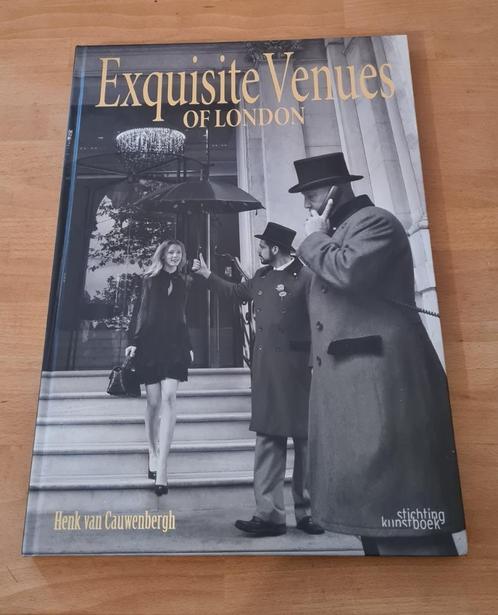 Exquisite Venues
OF LONDON
Henk van Cauwenbergh
stichting
kunstboek